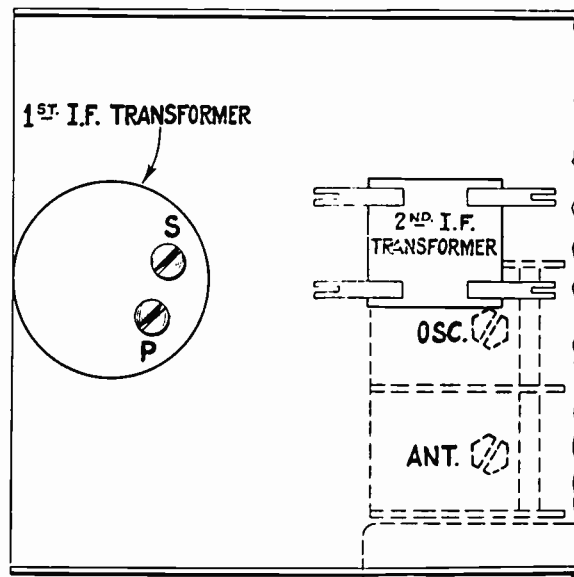 1ST. I.F. TRANSFORMER
S
P
2ND. I.F.
TRANSFORMER
OSC.
ANT.